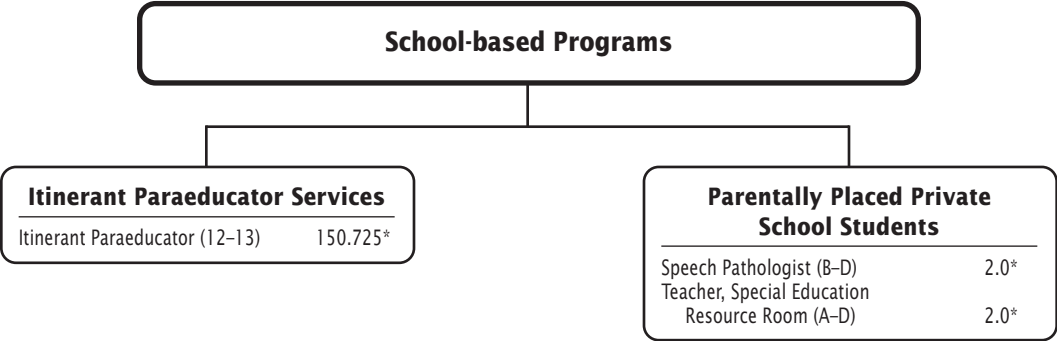 School-based Programs
Itinerant Paraeducator Services
Itinerant Paraeducator (12–13) 150.725*
Parentally Placed Private
School Students
Speech Pathologist (B–D) 2.0*
Teacher, Special Education
Resource Room (A–D) 2.0*